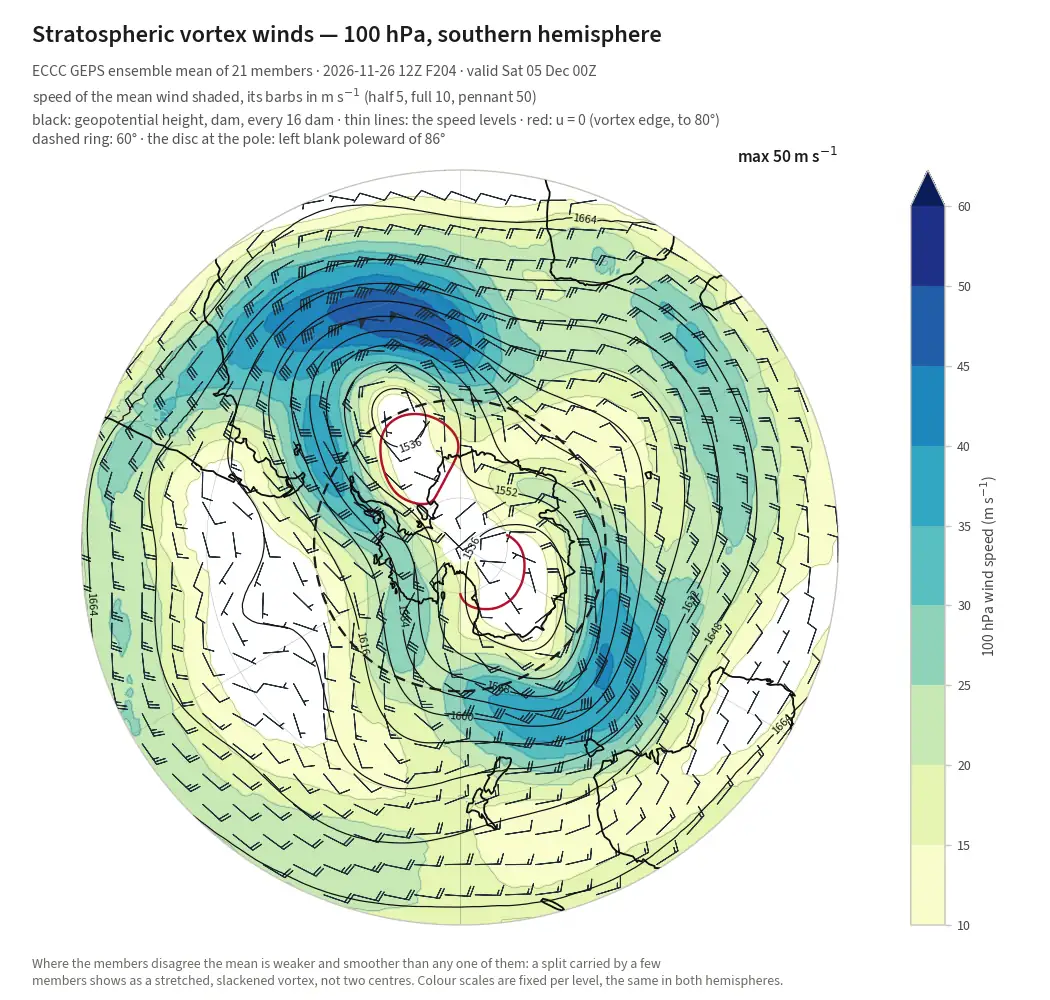 Stratospheric vortex winds — 100 hPa, southern hemisphere
ECCC GEPS ensemble mean of 21 members · 2026-11-26 12Z F204 · valid Sat 05 Dec 00Z
speed of the mean wind shaded, its barbs in m s⁻¹ (half 5, full 10, pennant 50)
black: geopotential height, dam, every 16 dam · thin lines: the speed levels · red: u = 0 (vortex edge, to 80°)
dashed ring: 60° · the disc at the pole: left blank poleward of 86°
max 50 m s⁻¹
1664
60
50
45
40
35
30
25
20
15
10
100 hPa wind speed (m s⁻¹)
1536
1552
1536
1664
1584
1632
1648
1616
1568
1600
1664
Where the members disagree the mean is weaker and smoother than any one of them: a split carried by a few
members shows as a stretched, slackened vortex, not two centres. Colour scales are fixed per level, the same in both hemispheres.